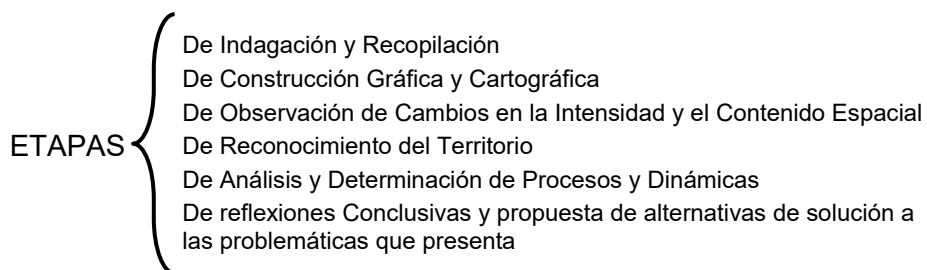 ETAPAS
De Indagación y Recopilación
De Construcción Gráfica y Cartográfica
De Observación de Cambios en la Intensidad y el Contenido Espacial
De Reconocimiento del Territorio
De Análisis y Determinación de Procesos y Dinámicas
De reflexiones Conclusivas y propuesta de alternativas de solución a
las problemáticas que presenta